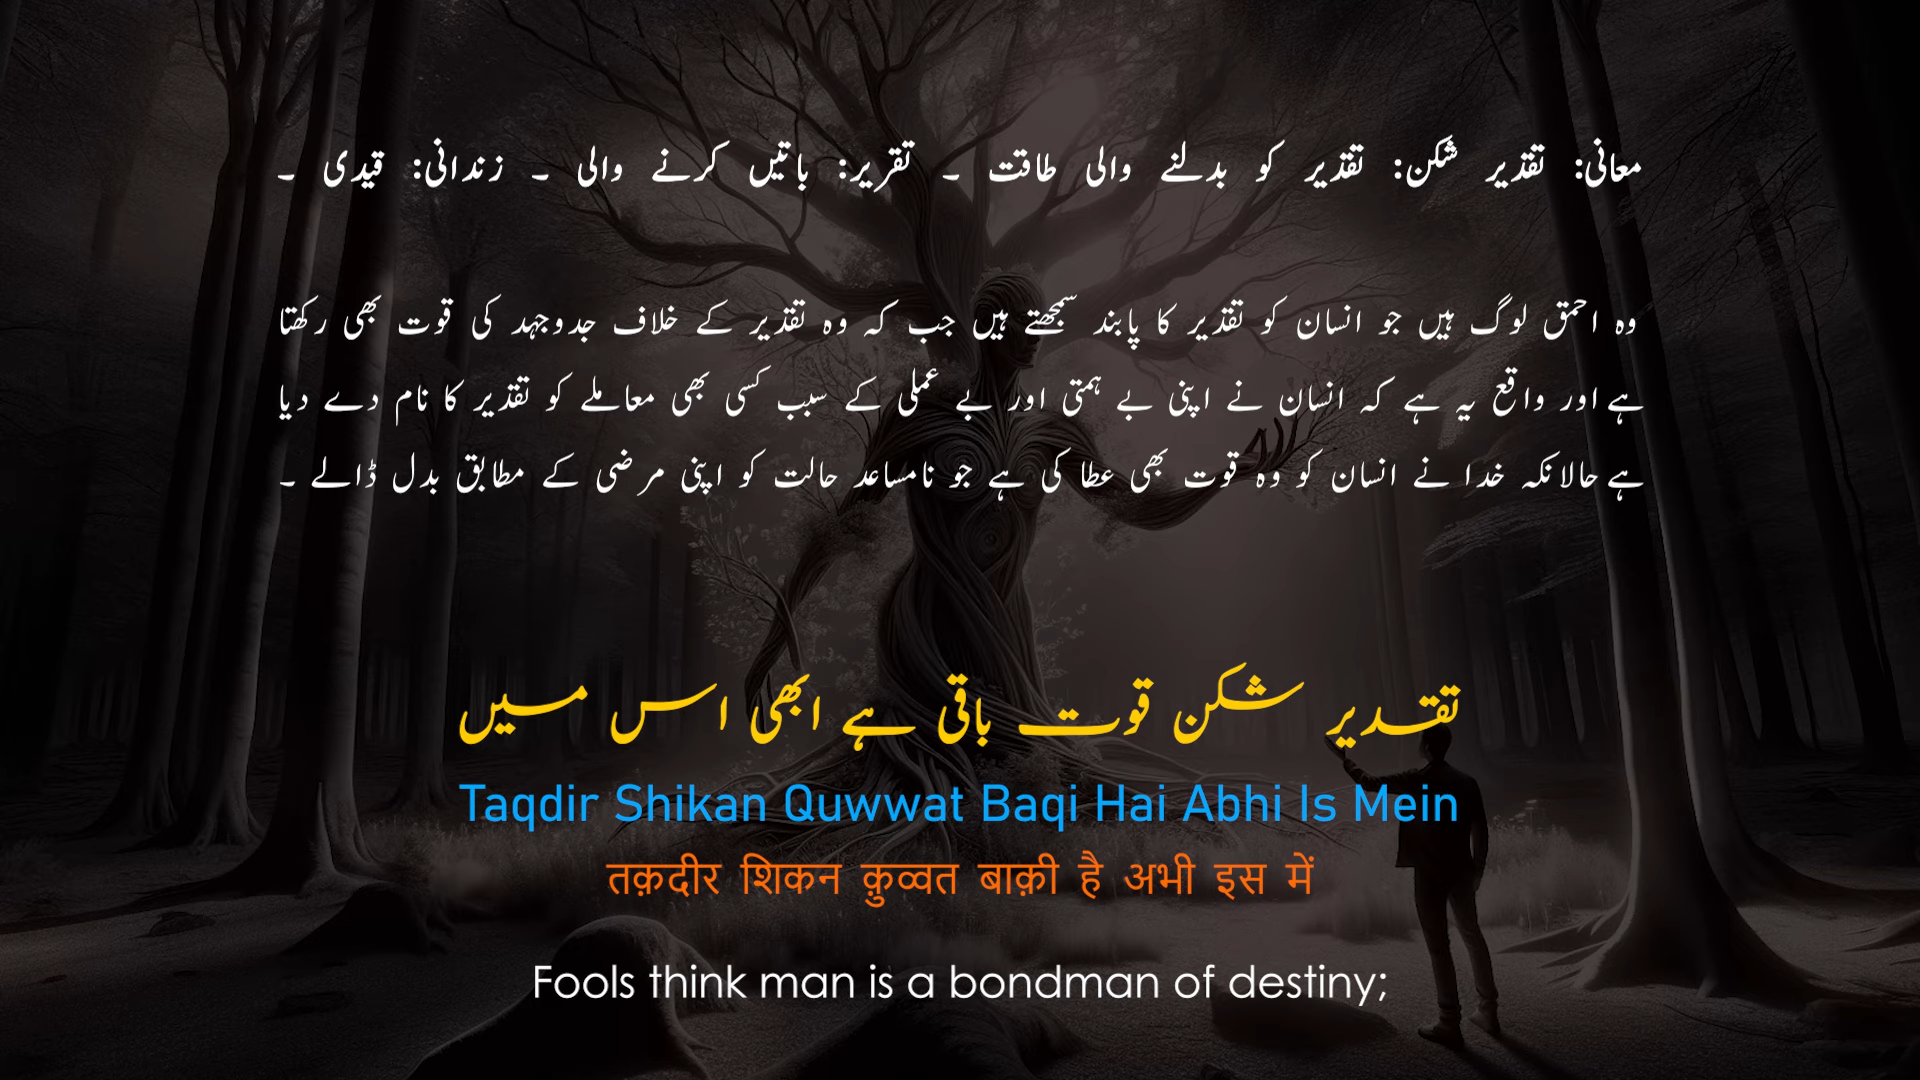 معانی: تقدیر شکن: تقدیر کو بدلنے والی طاقت ۔ تقریر: باتیں کرنے والی ۔ زندانی: قیدی ۔
وہ احمق لوگ ہیں جو انسان کو تقدیر کا پابند سمجھتے ہیں جب کہ وہ تقدیر کے خلاف جدوجہد کی قوت بھی رکھتا
ہے اور واقع یہ ہے کہ انسان نے اپنی بے ہمتی اور بے عملی کے سبب کسی بھی معاملے کو تقدیر کا نام دے دیا
ہے حالانکہ خدا نے انسان کو وہ قوت بھی عطا کی ہے جو نامساعد حالت کو اپنی مرضی کے مطابق بدل ڈالے ۔
تقدیر شکن قوت باقی ہے ابھی اس میں
Taqdir Shikan Quwwat Baqi Hai Abhi Is Mein
तक़दीर शिकन क़ुव्वत बाक़ी है अभी इस में
Fools think man is a bondman of destiny;